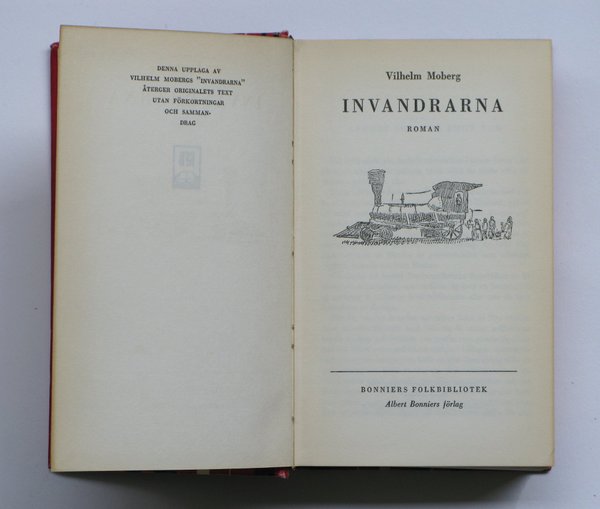 DENNA UPPLAGA AV
VILHELM MOBERGS "INVANDRARNA"
ÅTERGER ORIGINALETS TEXT
UTAN FÖRKORTNINGAR
OCH SAMMAN-
DRAG
Vilhelm Moberg
INVANDRARNA
ROMAN
BONNIERS FOLKBIBLIOTEK
Albert Bonniers förlag